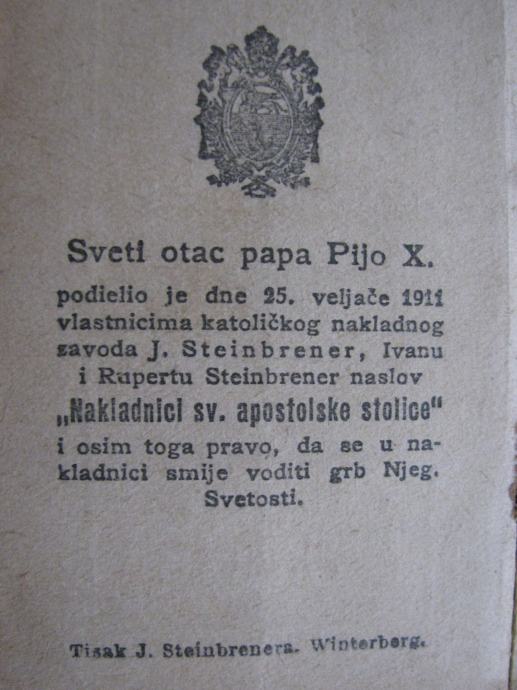 Sveti otac papa Pijo X.
podielio je dne 25. veljače 1911
vlastnicima katoličkog nakladnog
zavoda J. Steinbrener, Ivanu
i Rupertu Steinbrener naslov
„Nakladnici sv. apostolske stolice“
i osim toga pravo, da se u na-
kladnici smije voditi grb Njeg.
Svetosti.
Tisak J. Steinbrenera. Winterberg.